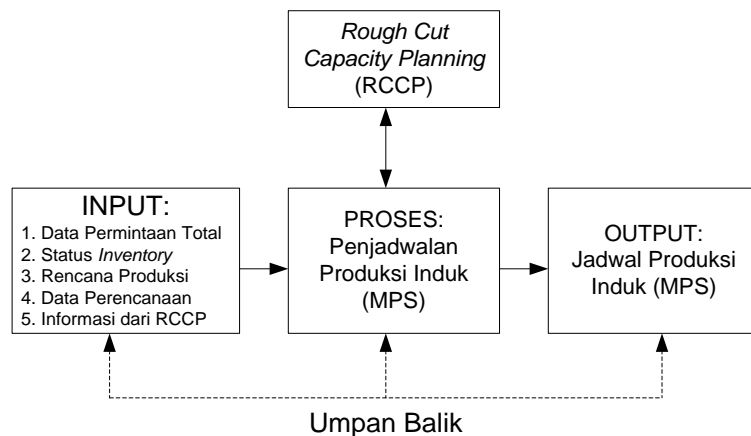 Rough Cut
Capacity Planning
(RCCP)
INPUT:
1. Data Permintaan Total
2. Status Inventory
3. Rencana Produksi
4. Data Perencanaan
5. Informasi dari RCCP
PROSES:
Penjadwalan
Produksi Induk
(MPS)
OUTPUT:
Jadwal Produksi
Induk (MPS)
Umpan Balik